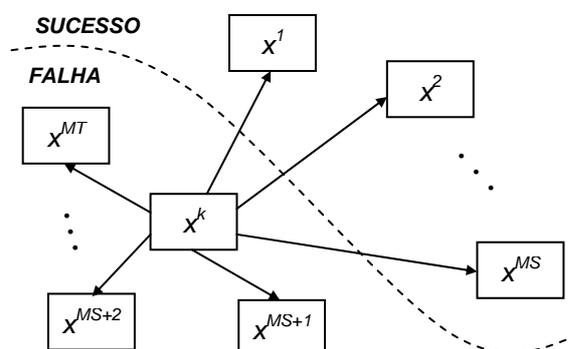 SUCESSO
x^1
FALHA
x^2
x^{MT}
x^k
x^{MS}
x^{MS+2}
x^{MS+1}